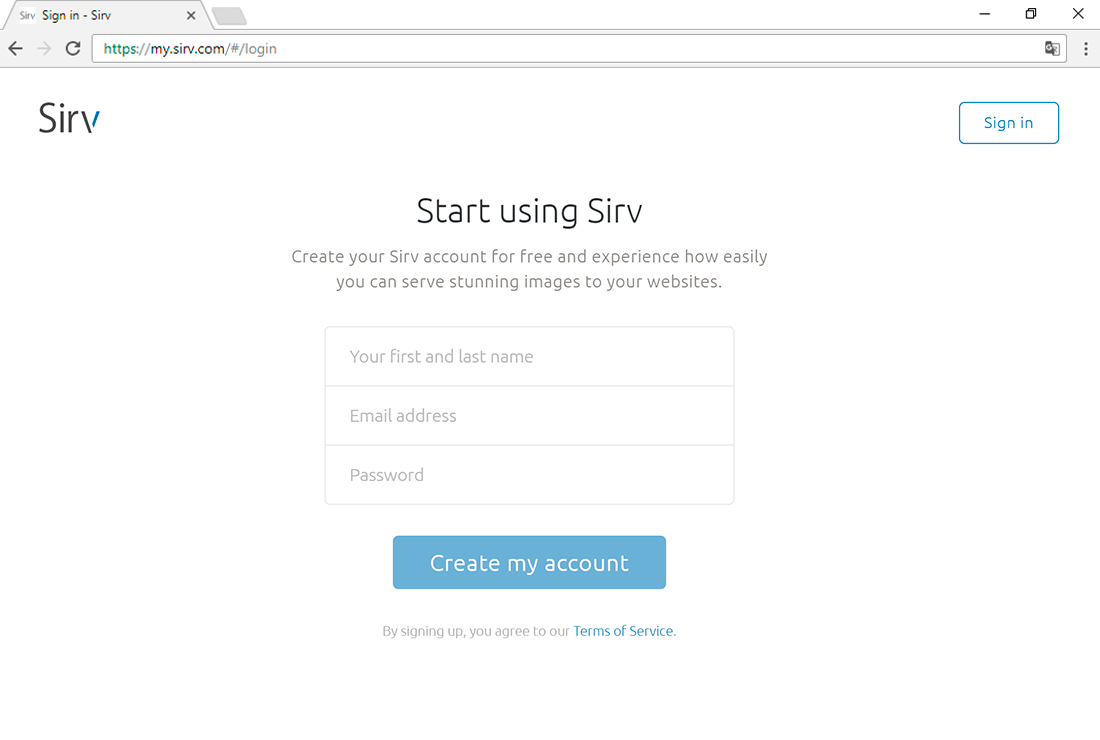 Sirv Sign in - Sirv
https://my.sirv.com/#/login
Sirv
Sign in
Start using Sirv
Create your Sirv account for free and experience how easily
you can serve stunning images to your websites.
Your first and last name
Email address
Password
Create my account
By signing up, you agree to our Terms of Service.